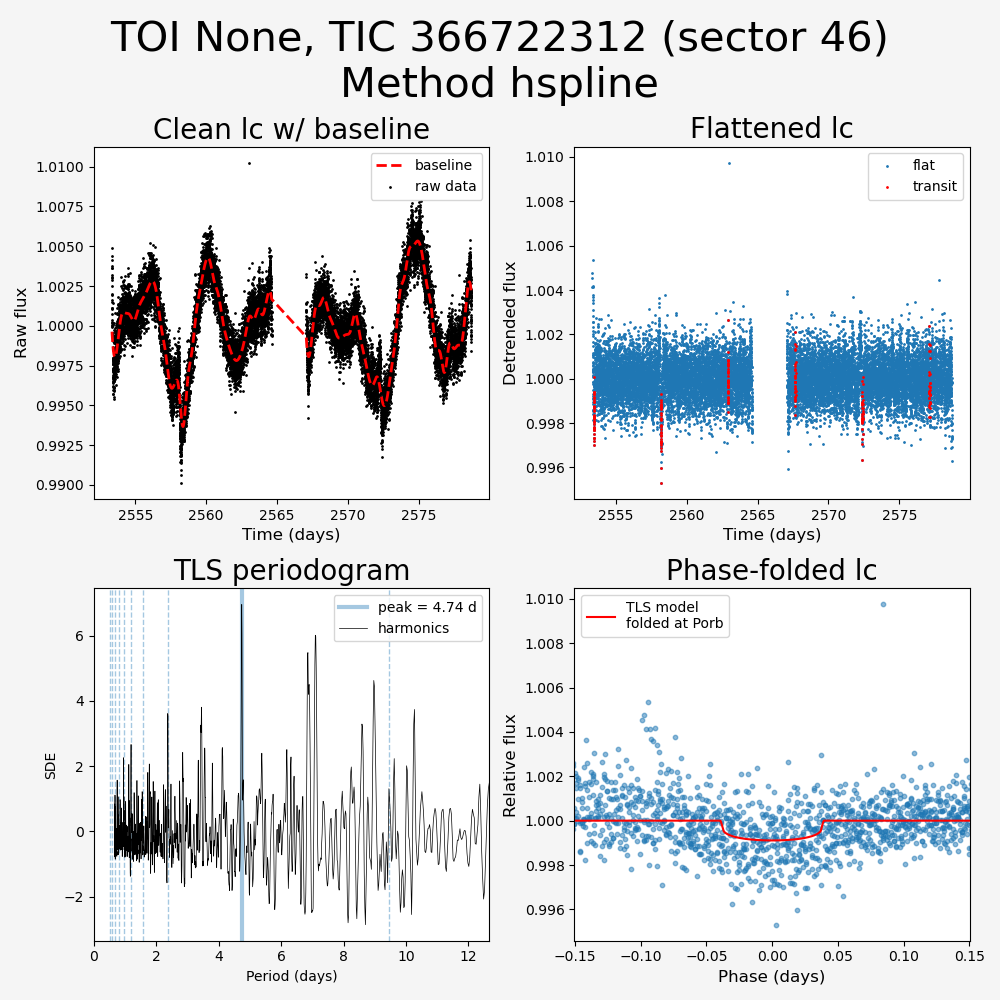 TOI None, TIC 366722312 (sector 46)
Method hspline
Clean lc w/ baseline
Raw flux
1.0100
1.0075
1.0050
1.0025
1.0000
0.9975
0.9950
0.9925
0.9900
baseline
raw data
2555 2560 2565 2570 2575
Time (days)
Flattened lc
Detrended flux
1.010
1.008
1.006
1.004
1.002
1.000
0.998
0.996
flat
transit
2555 2560 2565 2570 2575
Time (days)
TLS periodogram
SDE
6
4
2
0
−2
peak = 4.74 d
harmonics
0 2 4 6 8 10 12
Period (days)
Phase-folded lc
Relative flux
1.010
1.008
1.006
1.004
1.002
1.000
0.998
0.996
TLS model
folded at Porb
−0.15 −0.10 −0.05 0.00 0.05 0.10 0.15
Phase (days)